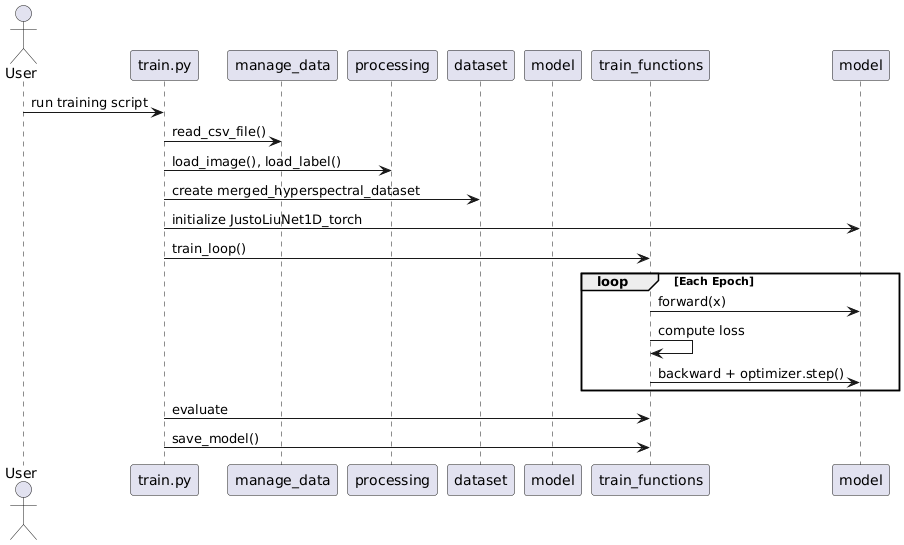 User
train.py
manage_data
processing
dataset
model
train_functions
model
run training script
read_csv_file()
load_image(), load_label()
create merged_hyperspectral_dataset
initialize JustoLiuNet1D_torch
train_loop()
loop [Each Epoch]
forward(x)
compute loss
backward + optimizer.step()
evaluate
save_model()
User
train.py
manage_data
processing
dataset
model
train_functions
model